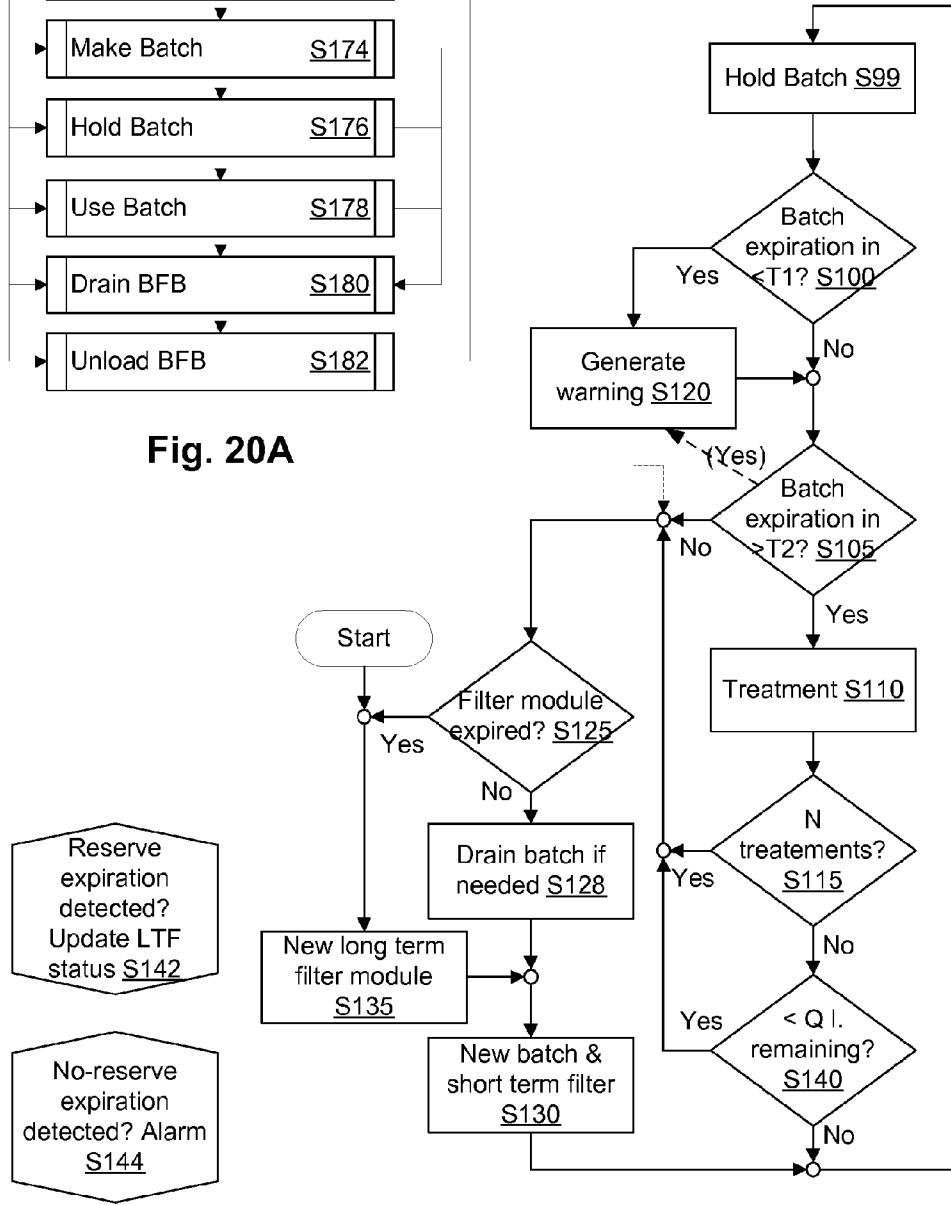 Make Batch S174
Hold Batch S176
Use Batch S178
Drain BFB S180
Unload BFB S182
Fig. 20A
Hold Batch S99
Batch
expiration in
<T1? S100
Yes
No
Generate
warning S120
(Yes)
Batch
expiration in
>T2? S105
No
Yes
Start
Filter module
expired? S125
Yes
No
Treatment S110
N
treatements?
S115
Yes
No
Drain batch if
needed S128
New long term
filter module
S135
< Q l.
remaining?
S140
Yes
No
New batch &
short term filter
S130
Reserve
expiration
detected?
Update LTF
status S142
No-reserve
expiration
detected? Alarm
S144